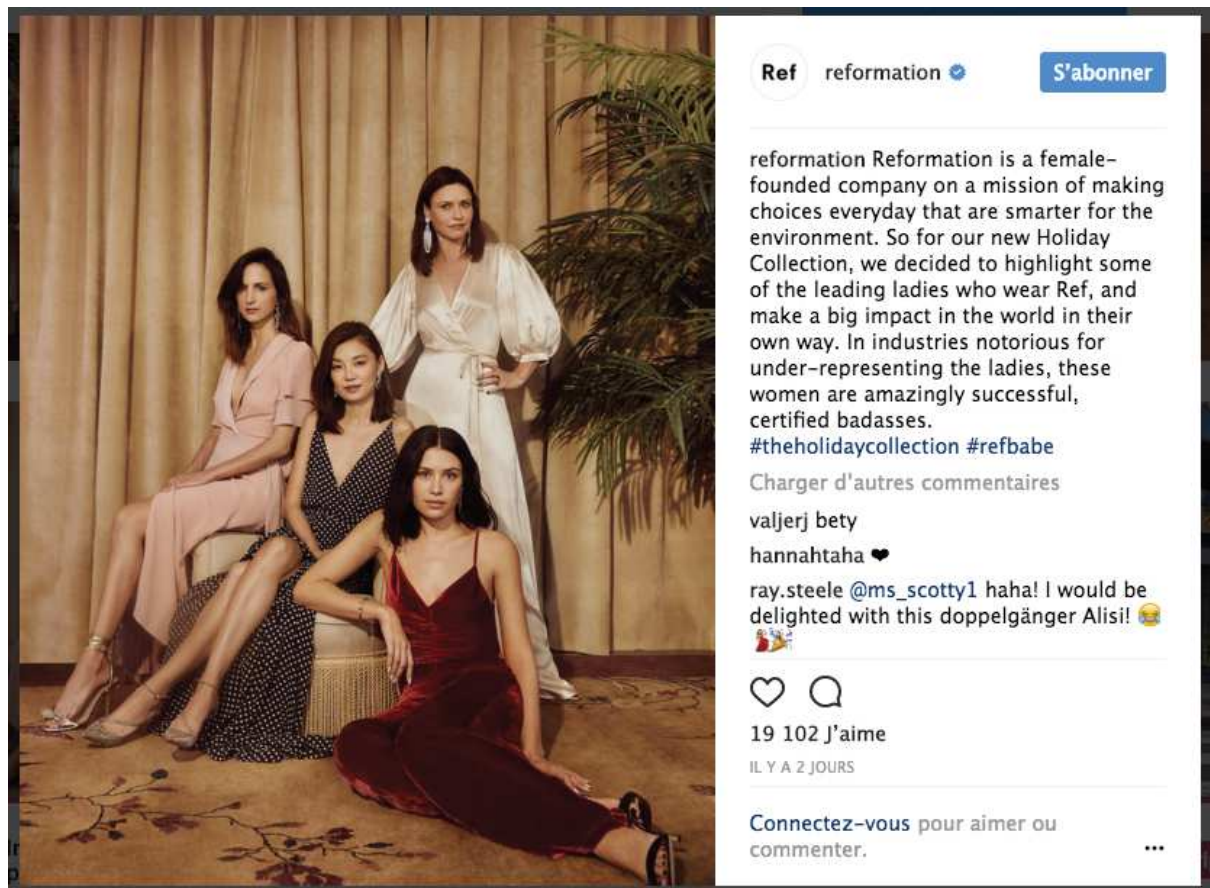 Ref reformation S'abonner
reformation Reformation is a female-
founded company on a mission of making
choices everyday that are smarter for the
environment. So for our new Holiday
Collection, we decided to highlight some
of the leading ladies who wear Ref, and
make a big impact in the world in their
own way. In industries notorious for
under-representing the ladies, these
women are amazingly successful,
certified badasses.
#theholidaycollection #refbabe
Charger d'autres commentaires
valjerj bety
hannahtaha ❤
ray.steele @ms_scotty1 haha! I would be
delighted with this doppelgänger Alisi! 😂
💃🎉
19 102 J'aime
IL Y A 2 JOURS
Connectez-vous pour aimer ou
commenter.